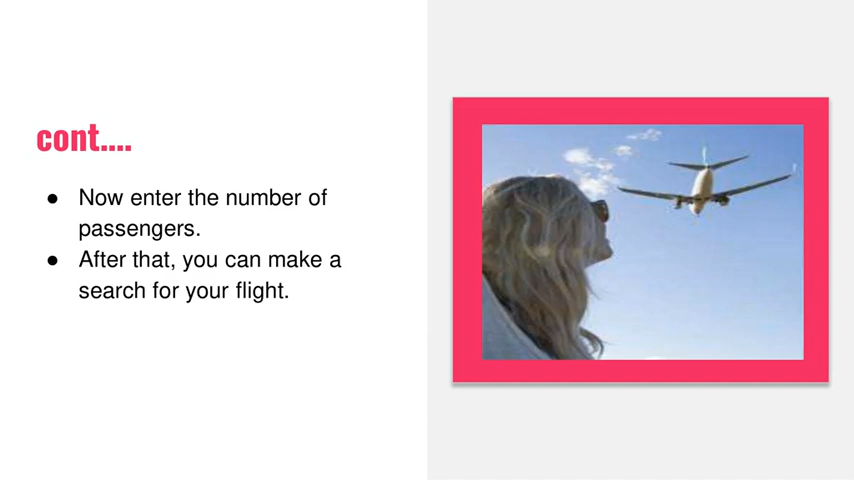 cont....
● Now enter the number of
passengers.
● After that, you can make a
search for your flight.